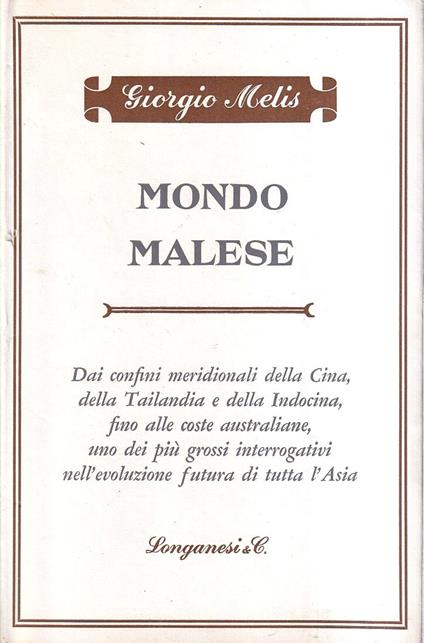 Giorgio Melis
MONDO
MALESE
Dai confini meridionali della Cina,
della Tailandia e della Indocina,
fino alle coste australiane,
uno dei più grossi interrogativi
nell'evoluzione futura di tutta l'Asia
Longanesi & C.